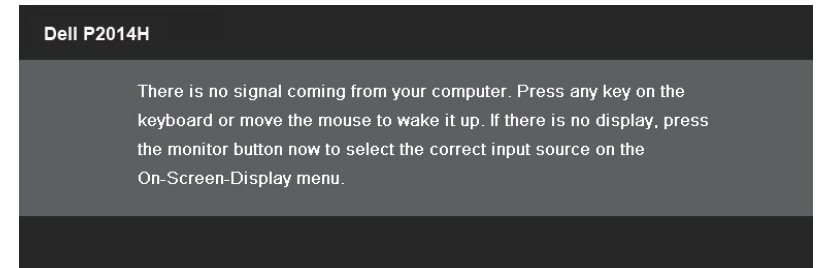 Dell P2014H
There is no signal coming from your computer. Press any key on the
keyboard or move the mouse to wake it up. If there is no display, press
the monitor button now to select the correct input source on the
On-Screen-Display menu.